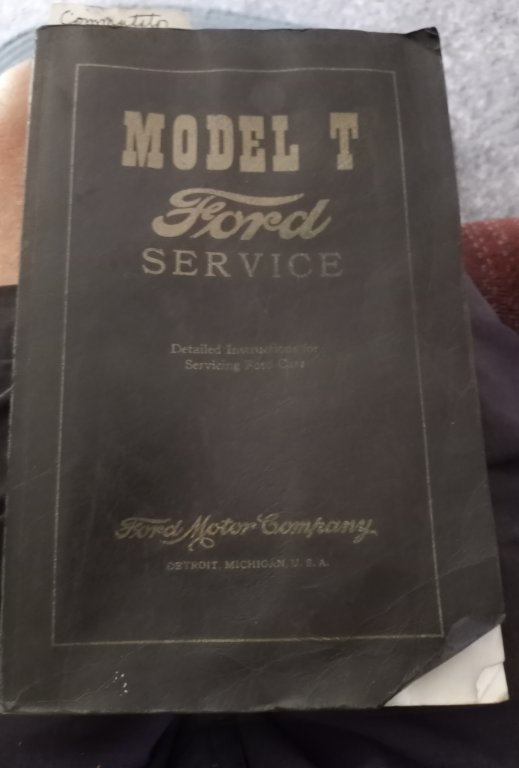 MODEL T
Ford
SERVICE
Detailed Instructions for
Servicing Ford Cars
Ford Motor Company
DETROIT, MICHIGAN, U. S. A.